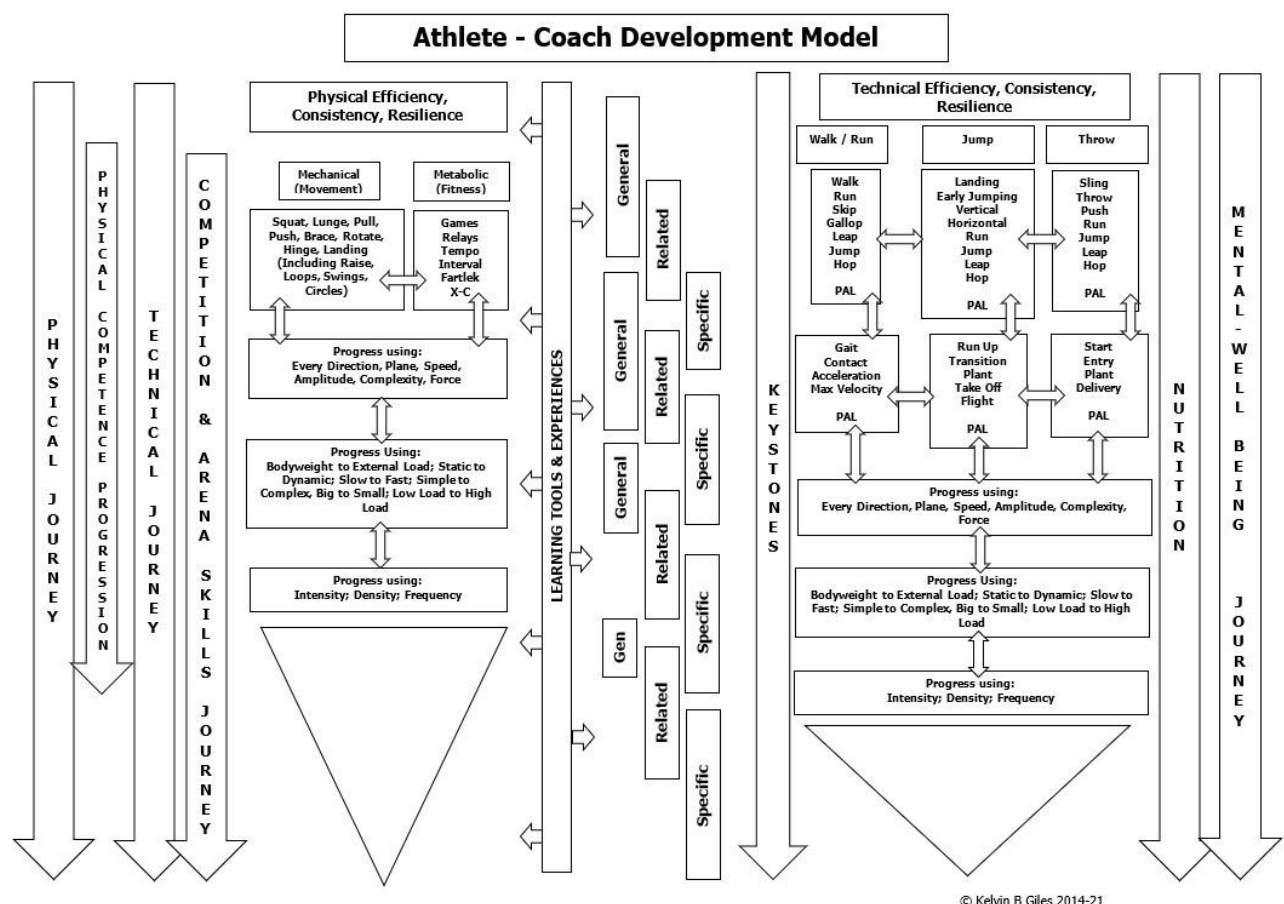 Athlete - Coach Development Model
PHYSICAL JOURNEY
PHYSICAL COMPETENCE PROGRESSION
TECHNICAL JOURNEY
COMPETITION & ARENA SKILLS JOURNEY
Physical Efficiency,
Consistency, Resilience
Mechanical
(Movement)
Metabolic
(Fitness)
Squat, Lunge, Pull,
Push, Brace, Rotate,
Hinge, Landing
(Including Raise,
Loops, Swings,
Circles)
Games
Relays
Tempo
Interval
Fartlek
X-C
Progress using:
Every Direction, Plane, Speed,
Amplitude, Complexity, Force
Progress Using:
Bodyweight to External Load; Static to
Dynamic; Slow to Fast; Simple to
Complex, Big to Small; Low Load to High
Load
Progress using:
Intensity; Density; Frequency
LEARNING TOOLS & EXPERIENCES
General
Related
Specific
General
Related
Specific
General
Related
Specific
Gen
Related
Specific
KEYSTONES
Technical Efficiency, Consistency,
Resilience
Walk / Run
Jump
Throw
Walk
Run
Skip
Gallop
Leap
Jump
Hop
PAL
Landing
Early Jumping
Vertical
Horizontal
Run
Jump
Leap
Hop
PAL
Sling
Throw
Push
Run
Jump
Leap
Hop
PAL
Gait
Contact
Acceleration
Max Velocity
PAL
Run Up
Transition
Plant
Take Off
Flight
PAL
Start
Entry
Plant
Delivery
PAL
Progress using:
Every Direction, Plane, Speed, Amplitude, Complexity,
Force
Progress Using:
Bodyweight to External Load; Static to Dynamic; Slow to
Fast; Simple to Complex, Big to Small; Low Load to High
Load
Progress using:
Intensity; Density; Frequency
NUTRITION
MENTAL-WELL BEING JOURNEY
© Kelvin B Giles 2014-21